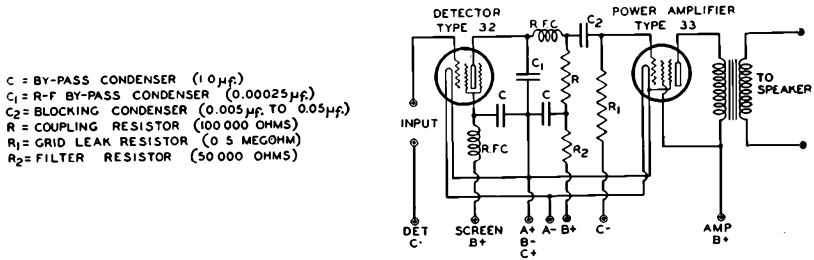 C = BY-PASS CONDENSER (1 0 µf.)
C1 = R-F BY-PASS CONDENSER (0.00025µf.)
C2 = BLOCKING CONDENSER (0.005µf. TO 0.05µf.)
R = COUPLING RESISTOR (100 000 OHMS)
R1 = GRID LEAK RESISTOR (0 5 MEGOHM)
R2 = FILTER RESISTOR (50 000 OHMS)
DETECTOR
TYPE 32
R.F.C
C2
POWER AMPLIFIER
TYPE 33
C1
R
R1
TO
SPEAKER
INPUT
C
C
R.F.C
R2
DET
C-
SCREEN
B+
A+
B-
C+
A-
B+
C-
AMP
B+